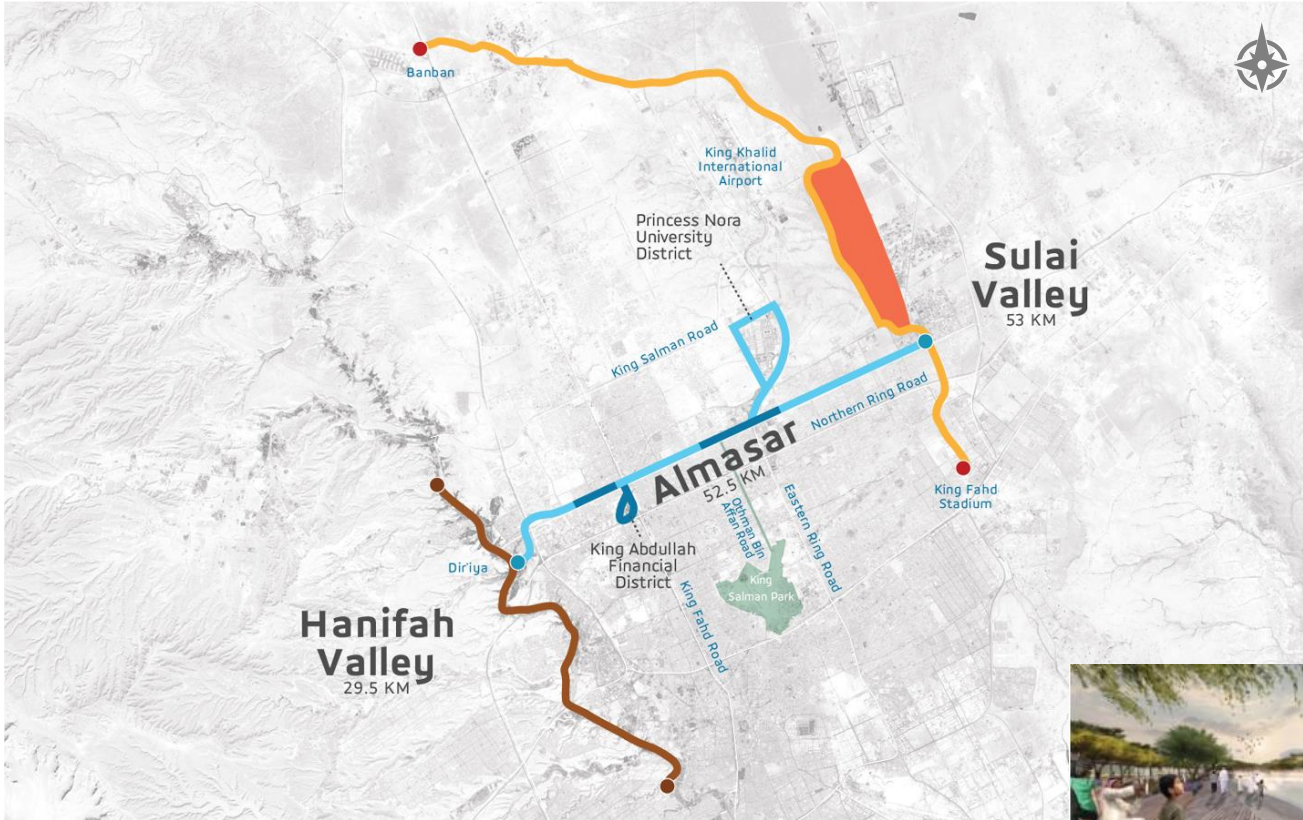 Banban
King Khalid
International
Airport
Princess Nora
University
District
Sulai
Valley
53 KM
King Salman Road
Northern Ring Road
Almasar
52.5 KM
King Fahd
Stadium
Othman Bin
Affan Road
Eastern Ring Road
King Abdullah
Financial
District
Dir'iya
King
Salman Park
King Fahd Road
Hanifah
Valley
29.5 KM